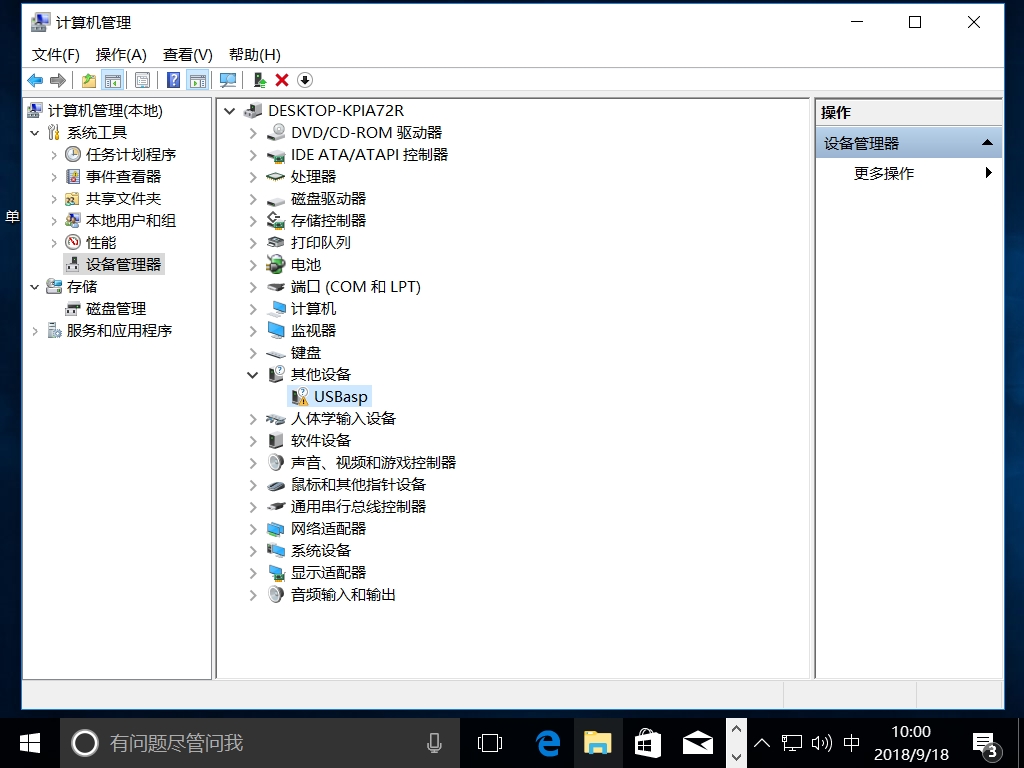 计算机管理
文件(F) 操作(A) 查看(V) 帮助(H)
计算机管理(本地)
系统工具
任务计划程序
事件查看器
共享文件夹
本地用户和组
性能
设备管理器
存储
磁盘管理
服务和应用程序
单
DESKTOP-KPIA72R
DVD/CD-ROM 驱动器
IDE ATA/ATAPI 控制器
处理器
磁盘驱动器
存储控制器
打印队列
电池
端口 (COM 和 LPT)
计算机
监视器
键盘
其他设备
USBasp
人体学输入设备
软件设备
声音、视频和游戏控制器
鼠标和其他指针设备
通用串行总线控制器
网络适配器
系统设备
显示适配器
音频输入和输出
操作
设备管理器
更多操作
有问题尽管问我
中
10:00
2018/9/18
3